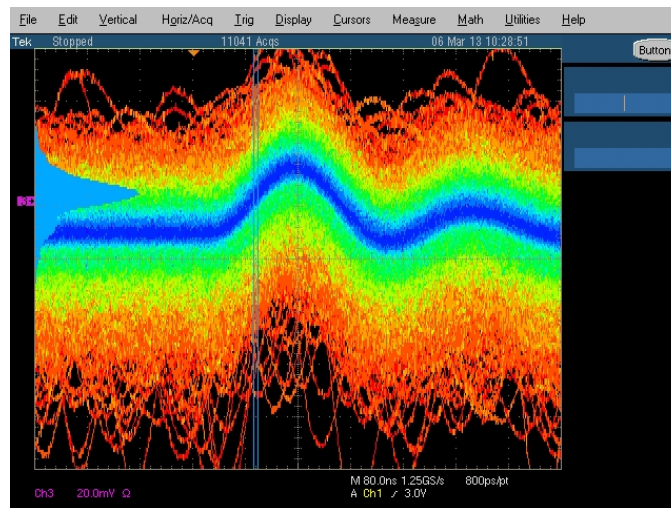 File Edit Vertical Horiz/Acq Trig Display Cursors Measure Math Utilities Help
Tek Stopped 11041 Acqs 06 Mar 13 10:28:51 Button
3
M 80.0ns 1.25GS/s 800ps/pt
Ch3 20.0mV Ω A Ch1 ⁄ 3.0V